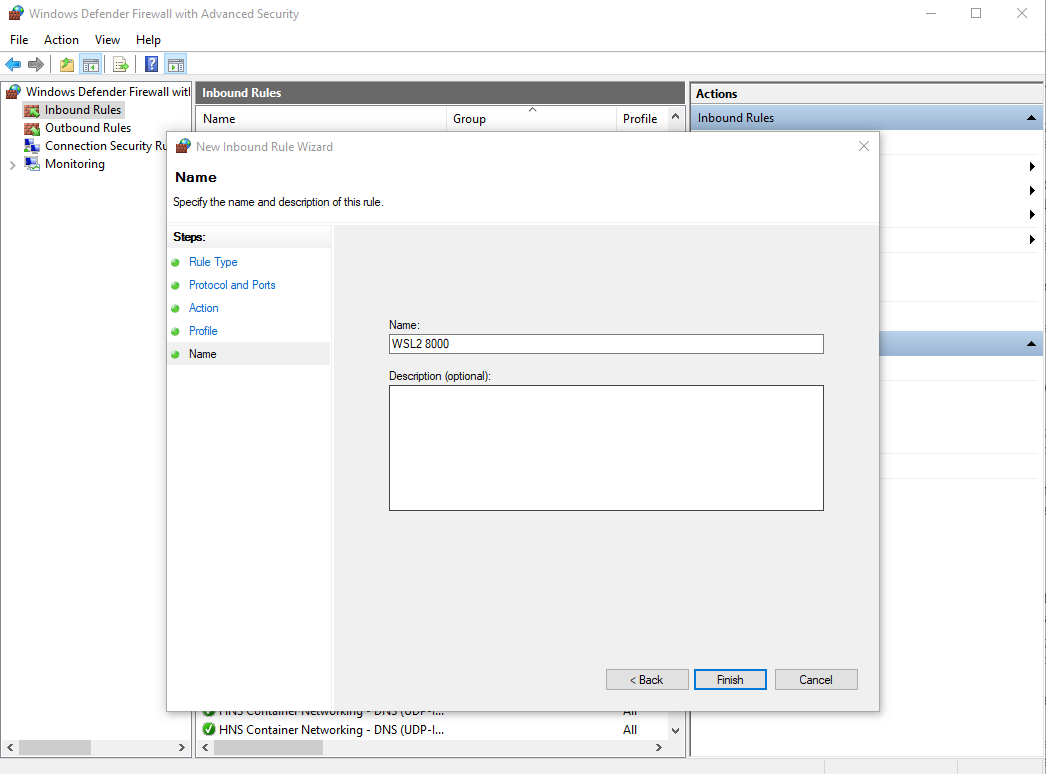 Windows Defender Firewall with Advanced Security
File Action View Help
Windows Defender Firewall with
Inbound Rules
Outbound Rules
Connection Security Ru
Monitoring
Inbound Rules
Name Group Profile
Actions
Inbound Rules
New Inbound Rule Wizard
Name
Specify the name and description of this rule.
Steps:
Rule Type
Protocol and Ports
Action
Profile
Name
Name:
WSL2 8000
Description (optional):
< Back Finish Cancel
HNS Container Networking - DNS (UDP-I... All
HNS Container Networking - DNS (UDP-I... All